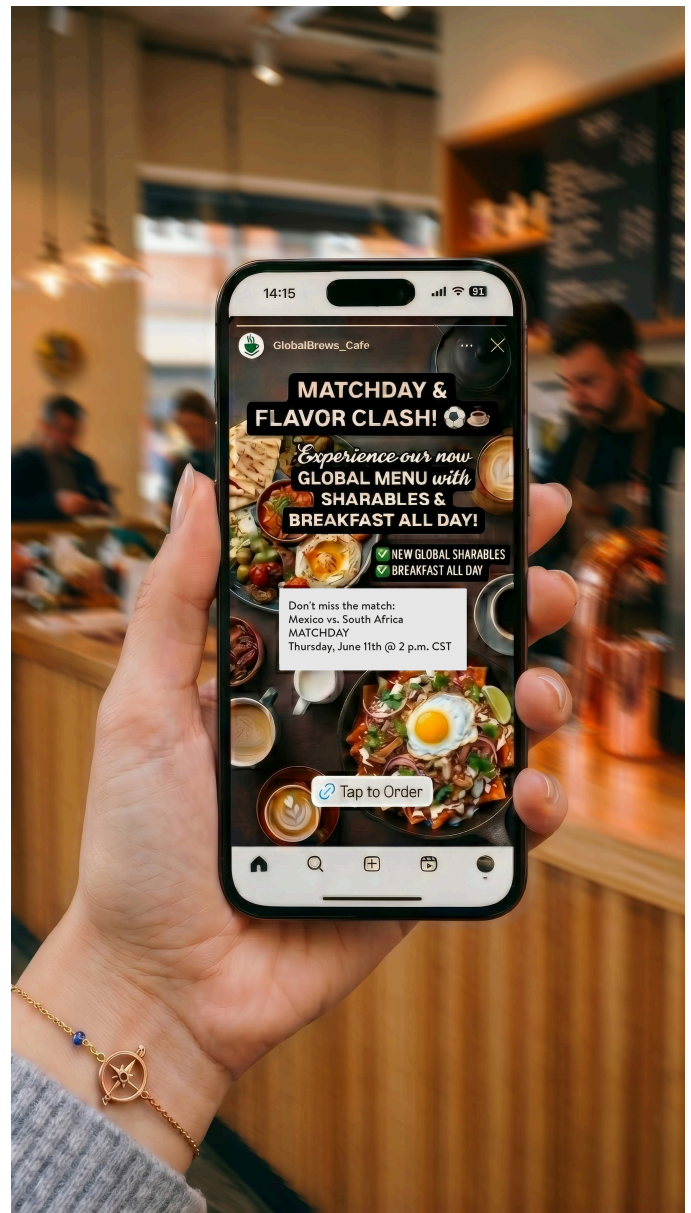 14:15
91
GlobalBrews_Cafe
MATCHDAY &
FLAVOR CLASH! ⚽☕
Experience our now
GLOBAL MENU with
SHARABLES &
BREAKFAST ALL DAY!
✅ NEW GLOBAL SHARABLES
✅ BREAKFAST ALL DAY
Don't miss the match:
Mexico vs. South Africa
MATCHDAY
Thursday, June 11th @ 2 p.m. CST
Tap to Order